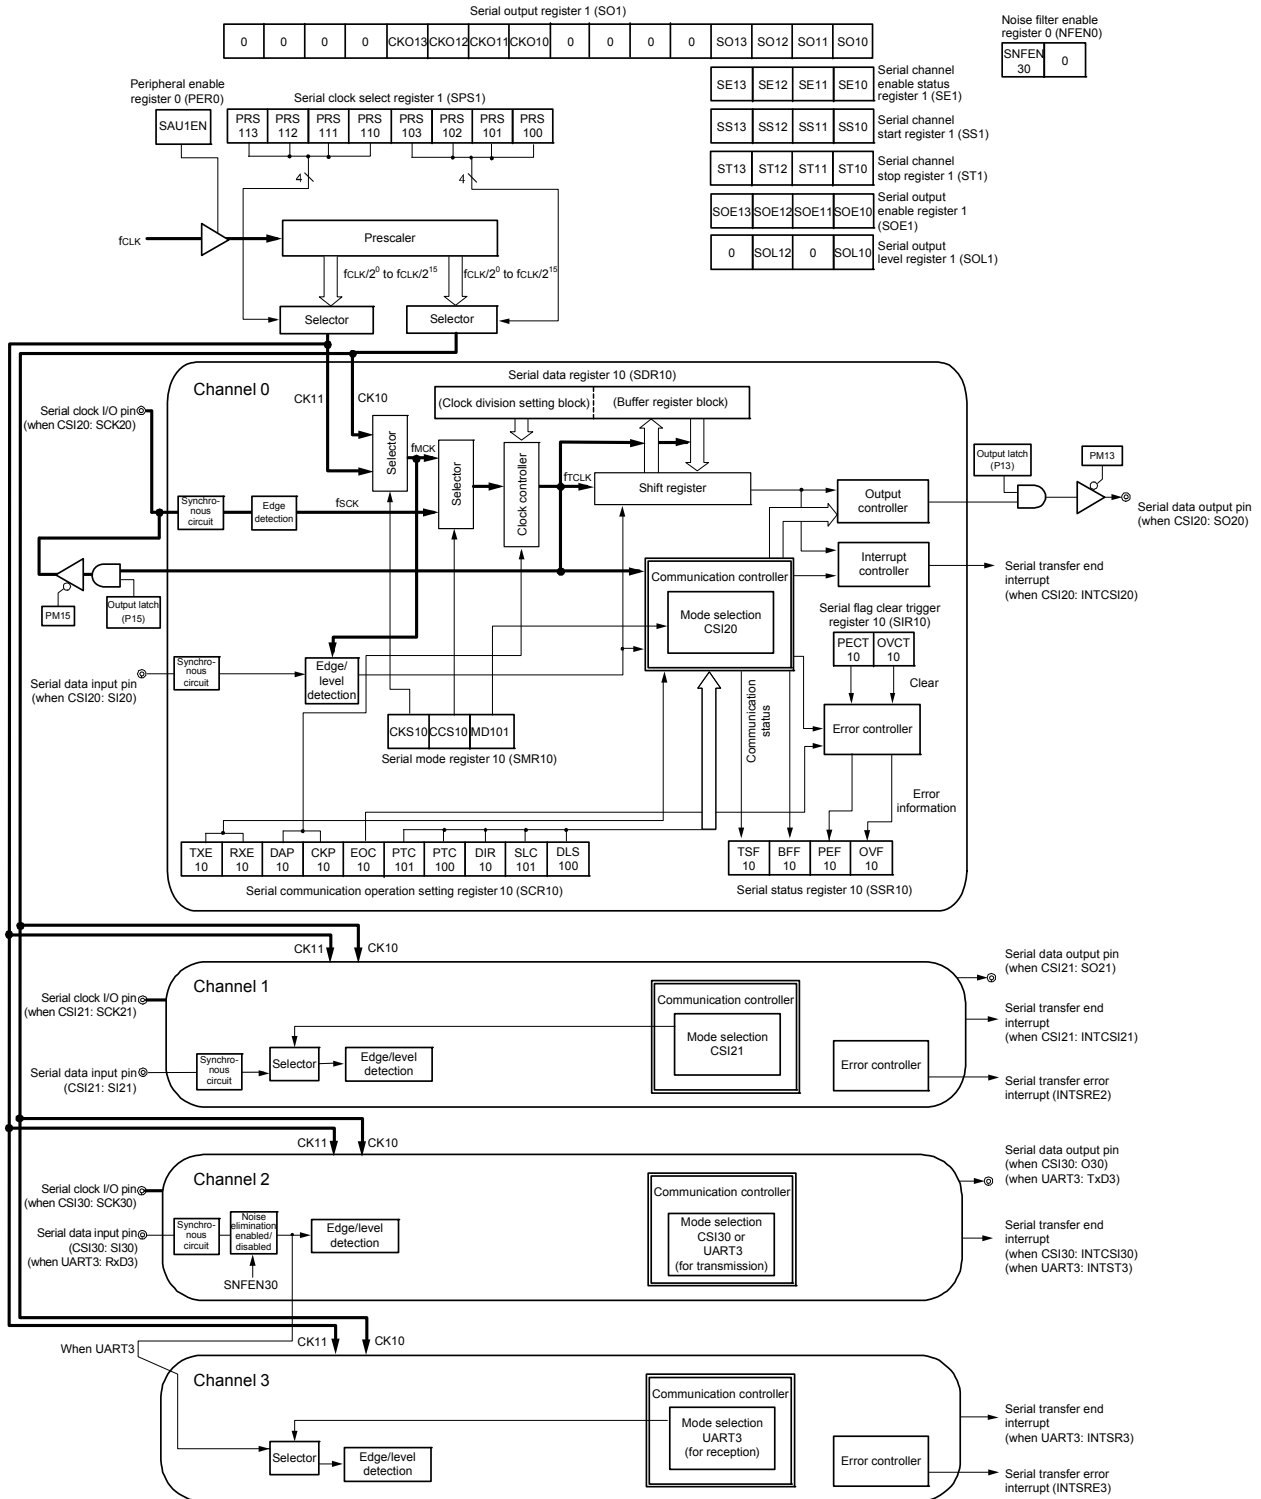 Serial output register 1 (SO1)
0 0 0 0 CKO13 CKO12 CKO11 CKO10 0 0 0 0 SO13 SO12 SO11 SO10
Noise filter enable
register 0 (NFEN0)
SNFEN
30
0
Peripheral enable
register 0 (PER0)
SAU1EN
Serial clock select register 1 (SPS1)
PRS PRS PRS PRS PRS PRS PRS PRS
113 112 111 110 103 102 101 100
4
4
SE13 SE12 SE11 SE10
Serial channel
enable status
register 1 (SE1)
SS13 SS12 SS11 SS10
Serial channel
start register 1 (SS1)
ST13 ST12 ST11 ST10
Serial channel
stop register 1 (ST1)
SOE13 SOE12 SOE11 SOE10
Serial output
enable register 1
(SOE1)
0 SOL12 0 SOL10
Serial output
level register 1 (SOL1)
fCLK
Prescaler
fCLK/2⁰ to fCLK/2¹⁵
fCLK/2⁰ to fCLK/2¹⁵
Selector
Selector
Channel 0
CK11
CK10
Serial data register 10 (SDR10)
(Clock division setting block)
(Buffer register block)
Serial clock I/O pin
(when CSI20: SCK20)
Selector
fMCK
Selector
Clock controller
fTCLK
Shift register
Synchro-
nous
circuit
Edge
detection
fSCK
Output
controller
Output latch
(P13)
PM13
Serial data output pin
(when CSI20: SO20)
Interrupt
controller
Serial transfer end
interrupt
(when CSI20: INTCSI20)
Communication controller
Mode selection
CSI20
PM15
Output latch
(P15)
Serial flag clear trigger
register 10 (SIR10)
PECT OVCT
10 10
Clear
Serial data input pin
(when CSI20: SI20)
Synchro-
nous
circuit
Edge/
level
detection
Communication
status
Error controller
CKS10 CCS10 MD101
Serial mode register 10 (SMR10)
Error
information
TXE RXE DAP CKP EOC PTC PTC DIR SLC DLS
10 10 10 10 10 101 100 10 101 100
Serial communication operation setting register 10 (SCR10)
TSF BFF PEF OVF
10 10 10 10
Serial status register 10 (SSR10)
CK11
CK10
Channel 1
Serial clock I/O pin
(when CSI21: SCK21)
Serial data input pin
(CSI21: SI21)
Synchro-
nous
circuit
Selector
Edge/level
detection
Communication controller
Mode selection
CSI21
Error controller
Serial data output pin
(when CSI21: SO21)
Serial transfer end
interrupt
(when CSI21: INTCSI21)
Serial transfer error
interrupt (INTSRE2)
CK11
CK10
Channel 2
Serial clock I/O pin
(when CSI30: SCK30)
Serial data input pin
(CSI30: SI30)
(when UART3: RxD3)
Synchro-
nous
circuit
Noise
elimination
enabled/
disabled
SNFEN30
Edge/level
detection
Communication controller
Mode selection
CSI30 or
UART3
(for transmission)
Serial data output pin
(when CSI30: O30)
(when UART3: TxD3)
Serial transfer end
interrupt
(when CSI30: INTCSI30)
(when UART3: INTST3)
CK11
CK10
When UART3
Channel 3
Selector
Edge/level
detection
Communication controller
Mode selection
UART3
(for reception)
Error controller
Serial transfer end
interrupt
(when UART3: INTSR3)
Serial transfer error
interrupt (INTSRE3)